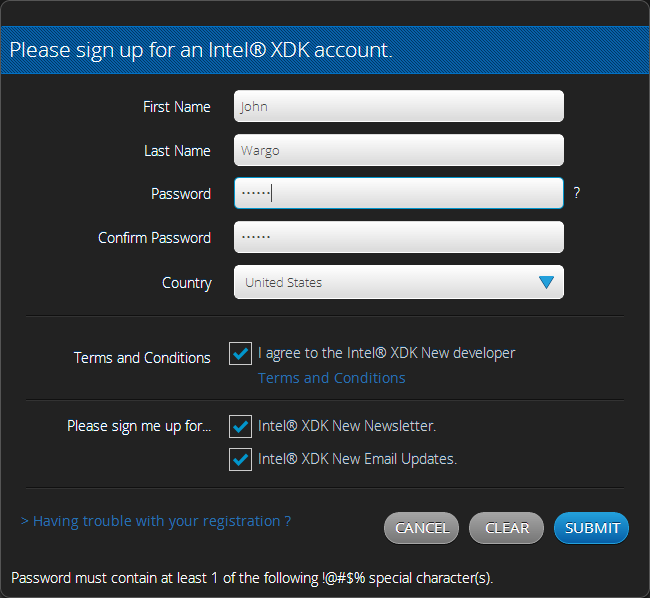 Please sign up for an Intel® XDK account.
First Name John
Last Name Wargo
Password •••••• ?
Confirm Password ••••••
Country United States
Terms and Conditions I agree to the Intel® XDK New developer
Terms and Conditions
Please sign me up for... Intel® XDK New Newsletter.
Intel® XDK New Email Updates.
> Having trouble with your registration ? CANCEL CLEAR SUBMIT
Password must contain at least 1 of the following !@#$% special character(s).